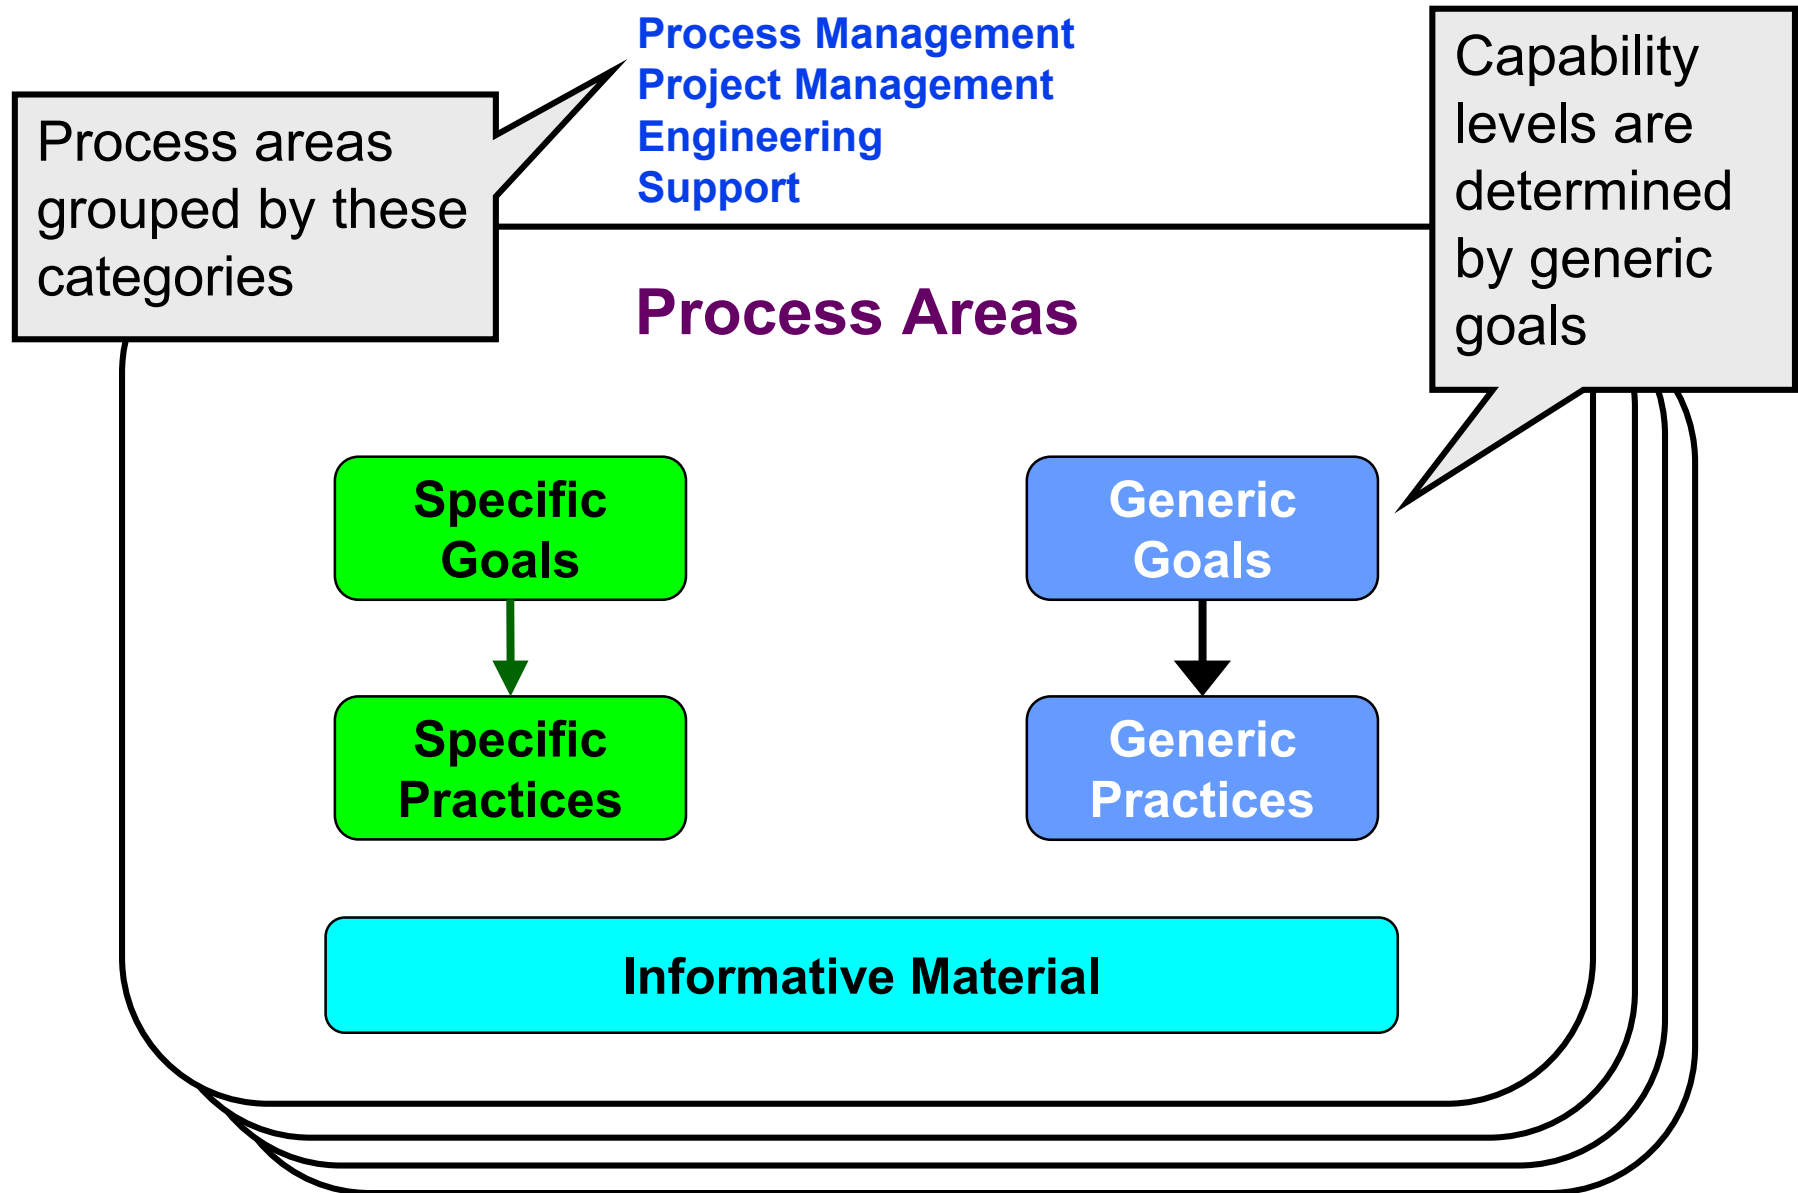 Process Management
Project Management
Engineering
Support
Process areas
grouped by these
categories
Capability
levels are
determined
by generic
goals
Process Areas
Specific
Goals
Generic
Goals
Specific
Practices
Generic
Practices
Informative Material